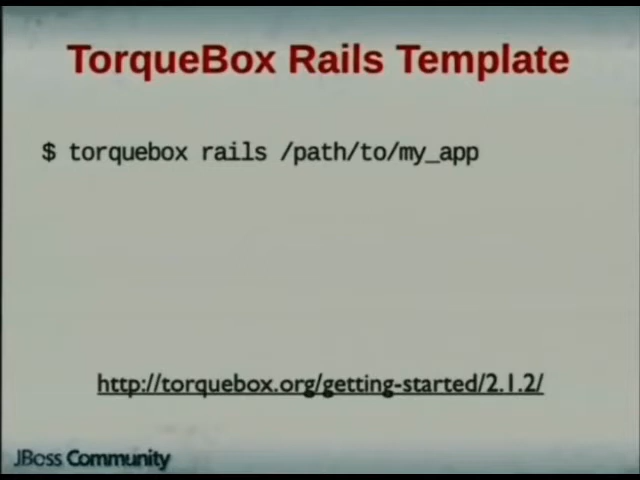 TorqueBox Rails Template
$ torquebox rails /path/to/my_app
http://torquebox.org/getting-started/2.1.2/
JBoss Community